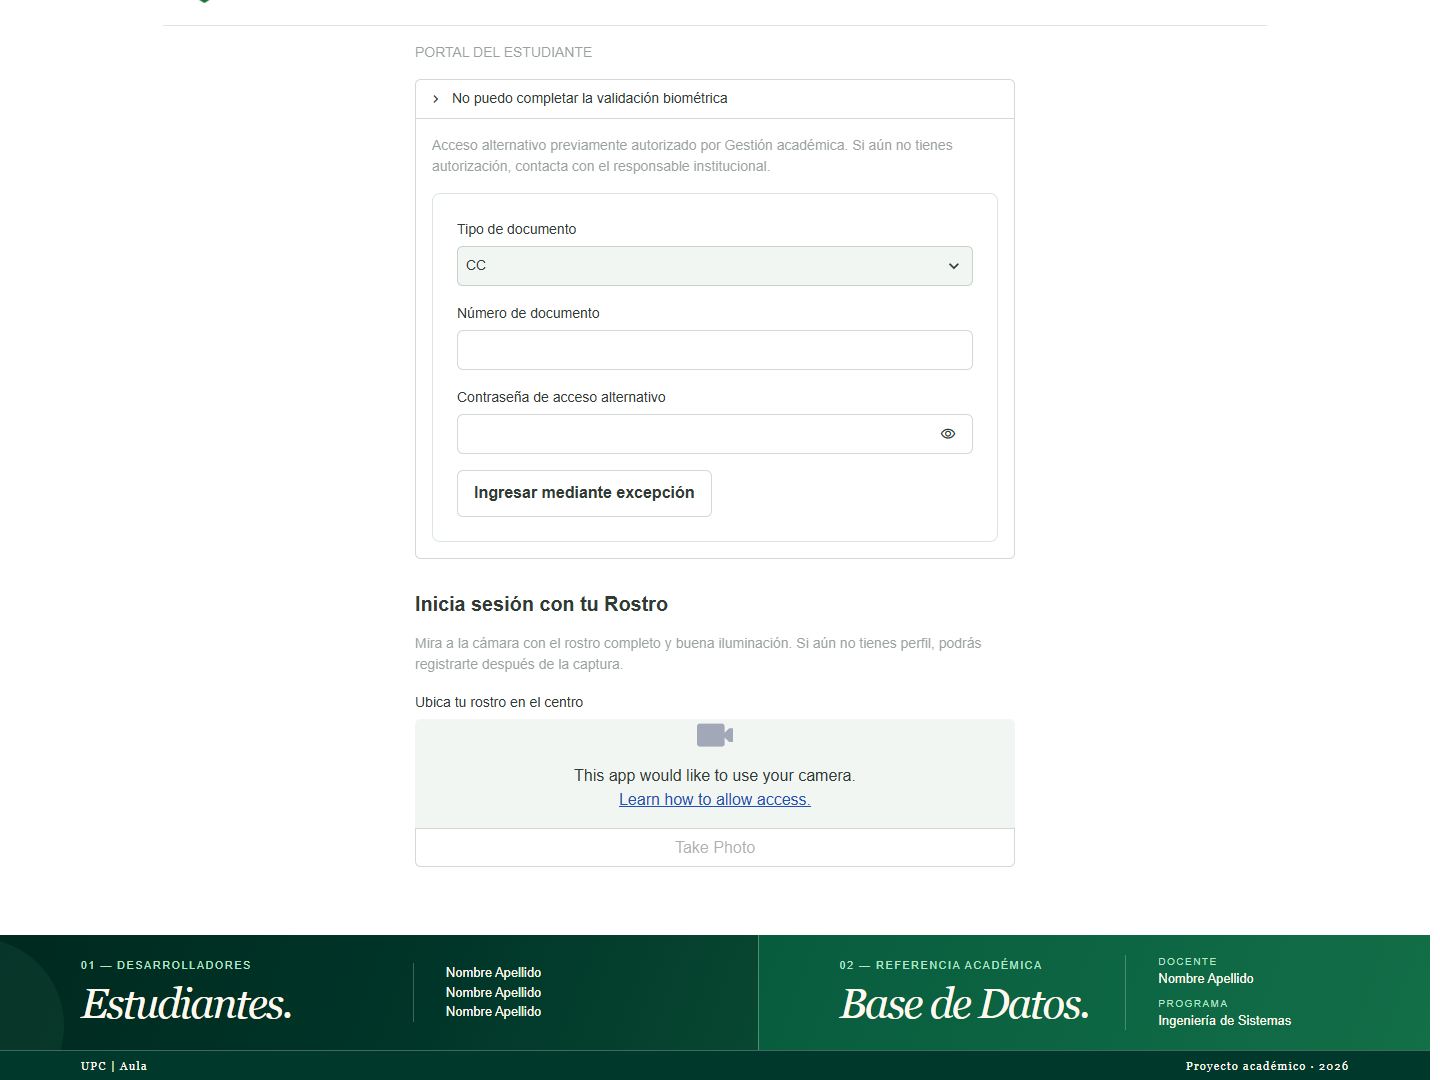 PORTAL DEL ESTUDIANTE
No puedo completar la validación biométrica
Acceso alternativo previamente autorizado por Gestión académica. Si aún no tienes
autorización, contacta con el responsable institucional.
Tipo de documento
CC
Número de documento
Contraseña de acceso alternativo
Ingresar mediante excepción
Inicia sesión con tu Rostro
Mira a la cámara con el rostro completo y buena iluminación. Si aún no tienes perfil, podrás
registrarte después de la captura.
Ubica tu rostro en el centro
This app would like to use your camera.
Learn how to allow access.
Take Photo
01 — DESARROLLADORES
Estudiantes.
Nombre Apellido
Nombre Apellido
Nombre Apellido
02 — REFERENCIA ACADÉMICA
Base de Datos.
DOCENTE
Nombre Apellido
PROGRAMA
Ingeniería de Sistemas
UPC | Aula
Proyecto académico · 2026